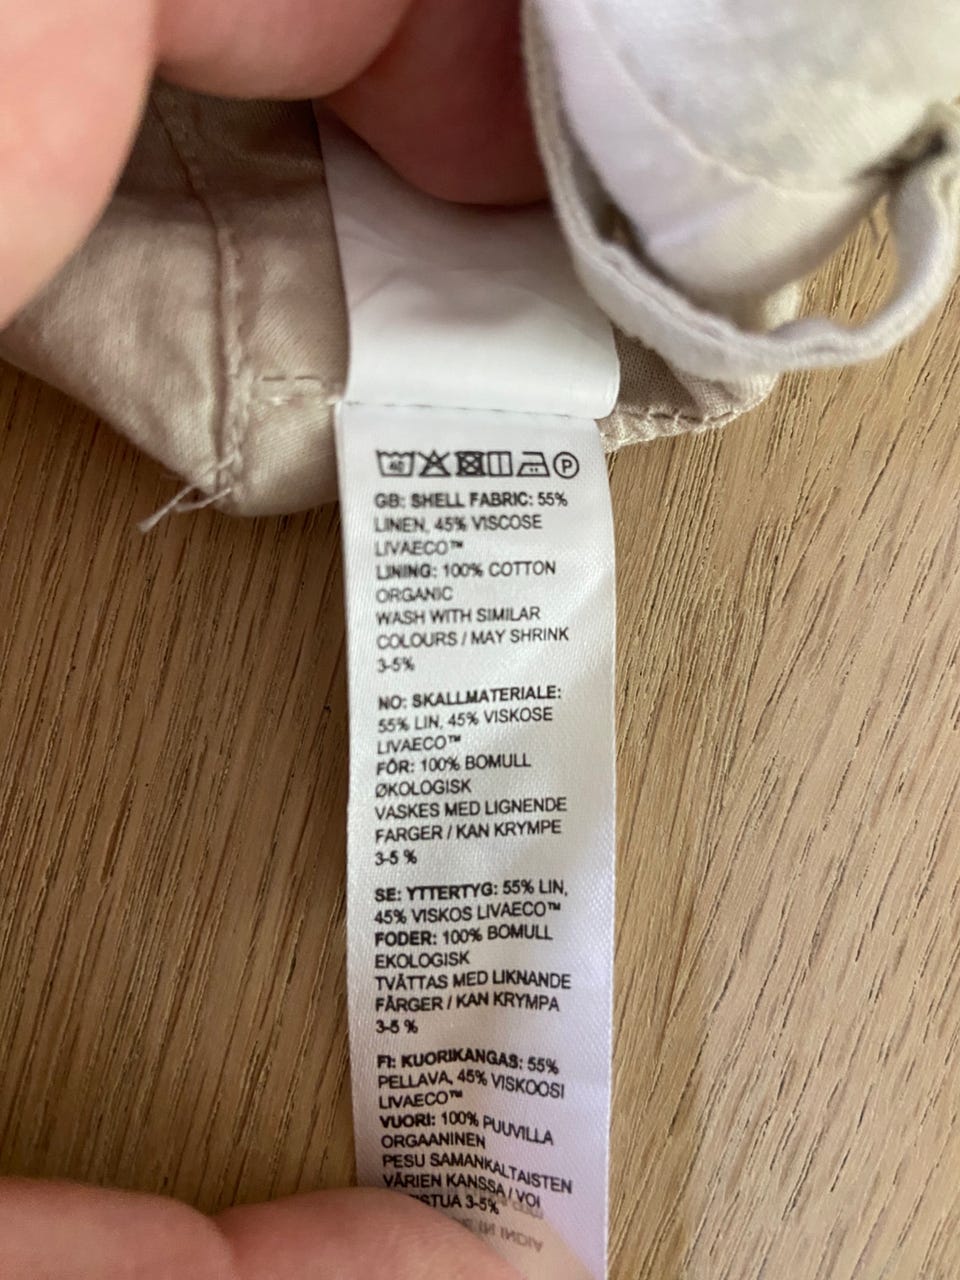 40 P
GB: SHELL FABRIC: 55%
LINEN, 45% VISCOSE
LIVAECO™
LINING: 100% COTTON
ORGANIC
WASH WITH SIMILAR
COLOURS / MAY SHRINK
3-5%
NO: SKALLMATERIALE:
55% LIN, 45% VISKOSE
LIVAECO™
FÔR: 100% BOMULL
ØKOLOGISK
VASKES MED LIGNENDE
FARGER / KAN KRYMPE
3-5 %
SE: YTTERTYG: 55% LIN,
45% VISKOS LIVAECO™
FODER: 100% BOMULL
EKOLOGISK
TVÄTTAS MED LIKNANDE
FÄRGER / KAN KRYMPA
3-5 %
FI: KUORIKANGAS: 55%
PELLAVA, 45% VISKOOSI
LIVAECO™
VUORI: 100% PUUVILLA
ORGAANINEN
PESU SAMANKALTAISTEN
VÄRIEN KANSSA / VOI
3-5%